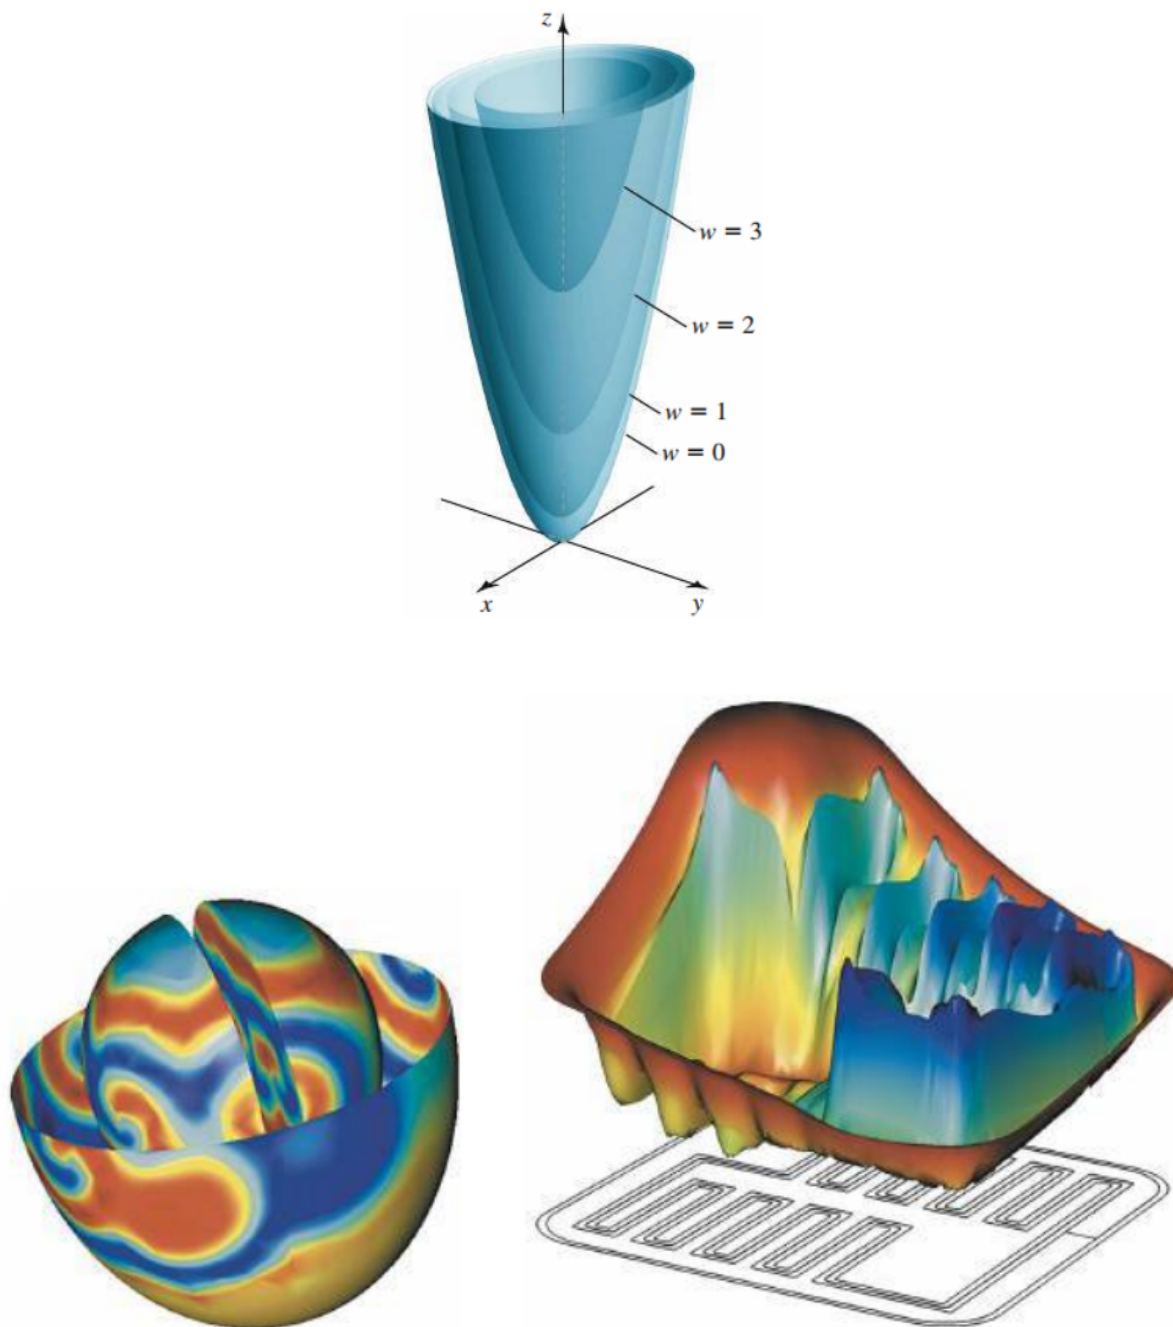 z
w = 3
w = 2
w = 1
w = 0
x
y